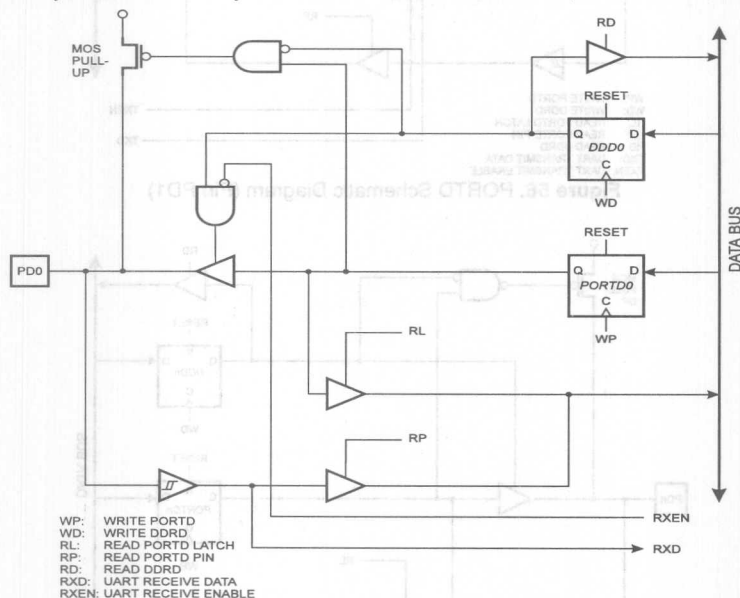 RD
MOS
PULL-
UP
RESET
Q D
DDD0
C
WD
RESET
PD0
Q D
PORTD0
C
WP
DATA BUS
RL
RP
RXEN
RXD
WP: WRITE PORTD
WD: WRITE DDRD
RL: READ PORTD LATCH
RP: READ PORTD PIN
RD: READ DDRD
RXD: UART RECEIVE DATA
RXEN: UART RECEIVE ENABLE